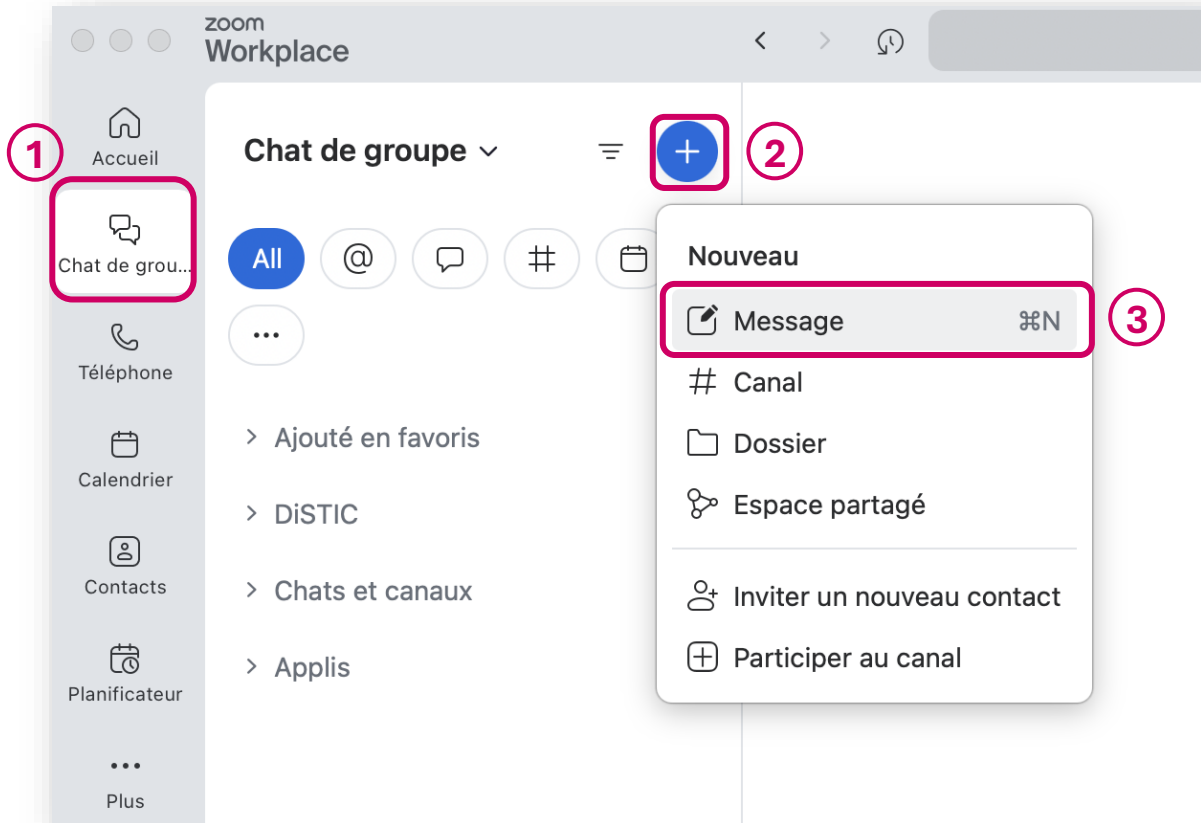 zoom
Workplace
1
Accueil
Chat de grou...
Téléphone
Calendrier
Contacts
Planificateur
Plus
Chat de groupe
2
All
@
#
Ajouté en favoris
DiSTIC
Chats et canaux
Applis
Nouveau
Message ⌘N
3
Canal
Dossier
Espace partagé
Inviter un nouveau contact
Participer au canal